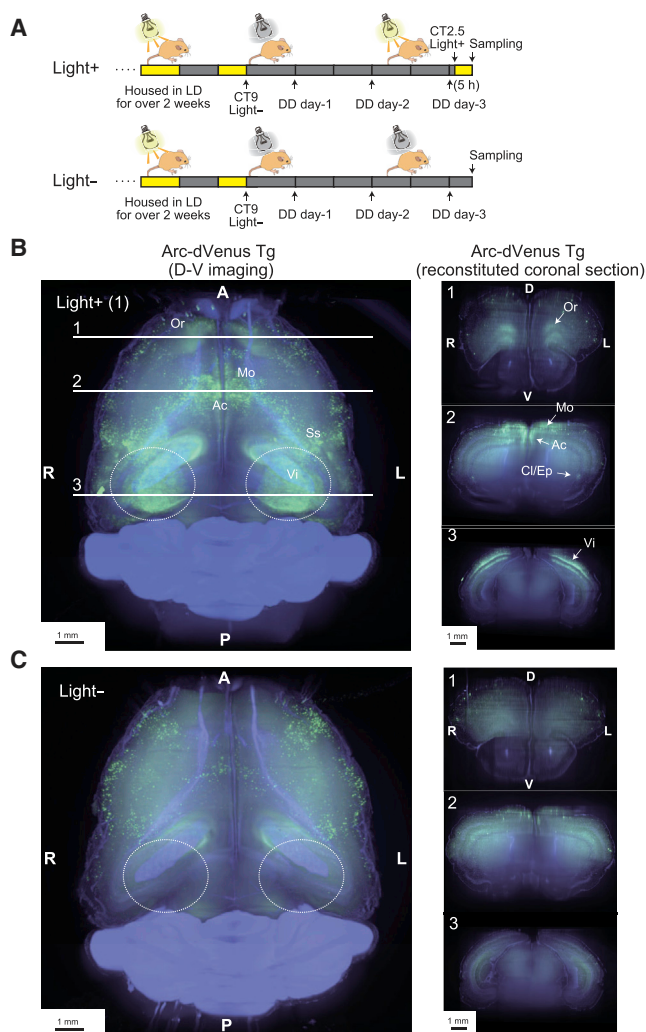 A
CT2.5
Light+ Sampling
Light+
(5 h)
Housed in LD
for over 2 weeks
CT9
Light−
DD day-1
DD day-2
DD day-3
Sampling
Light−
Housed in LD
for over 2 weeks
CT9
Light−
DD day-1
DD day-2
DD day-3
B
Arc-dVenus Tg
(D-V imaging)
Arc-dVenus Tg
(reconstituted coronal section)
Light+ (1)
A
1
Or
2
Mo
Ac
Ss
R
L
Vi
3
1 mm
P
1
D
Or
R
L
V
2
Mo
Ac
Cl/Ep
3
Vi
1 mm
C
Light−
A
R
L
1 mm
P
1
D
R
L
V
2
3
1 mm